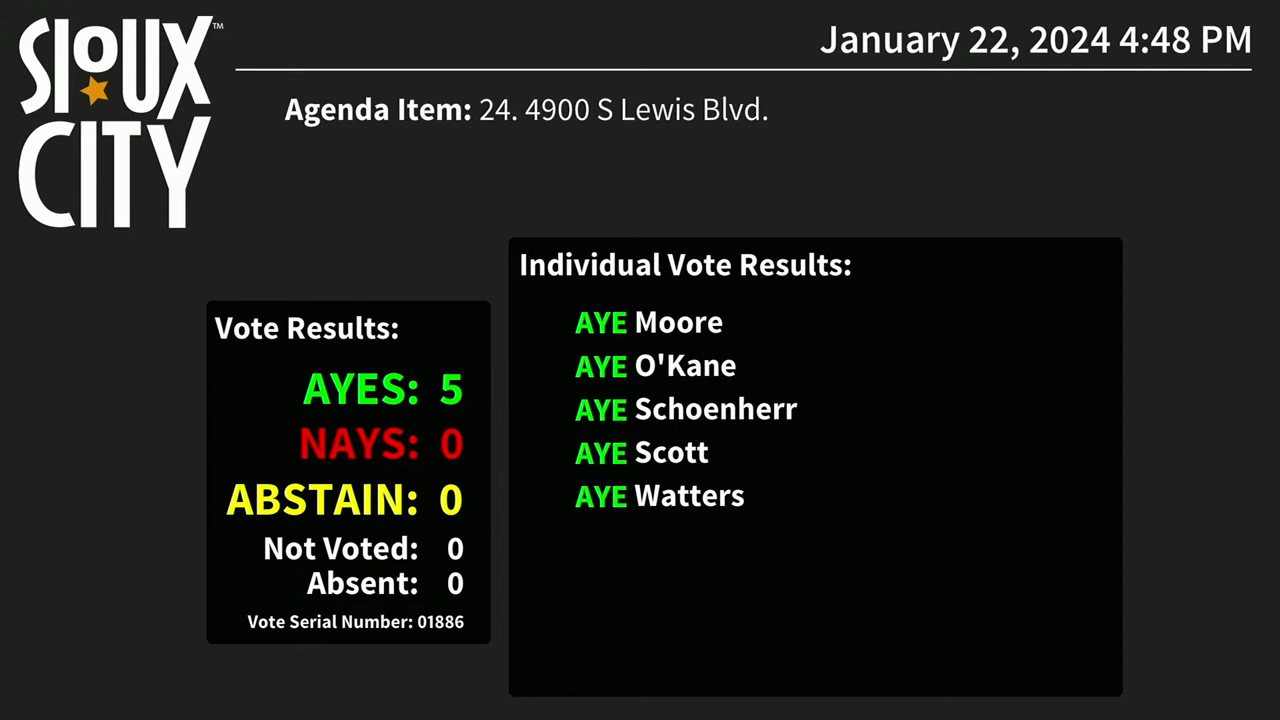 SIOUX™
CITY
January 22, 2024 4:48 PM
Agenda Item: 24. 4900 S Lewis Blvd.
Vote Results:
AYES: 5
NAYS: 0
ABSTAIN: 0
Not Voted: 0
Absent: 0
Vote Serial Number: 01886
Individual Vote Results:
AYE Moore
AYE O'Kane
AYE Schoenherr
AYE Scott
AYE Watters